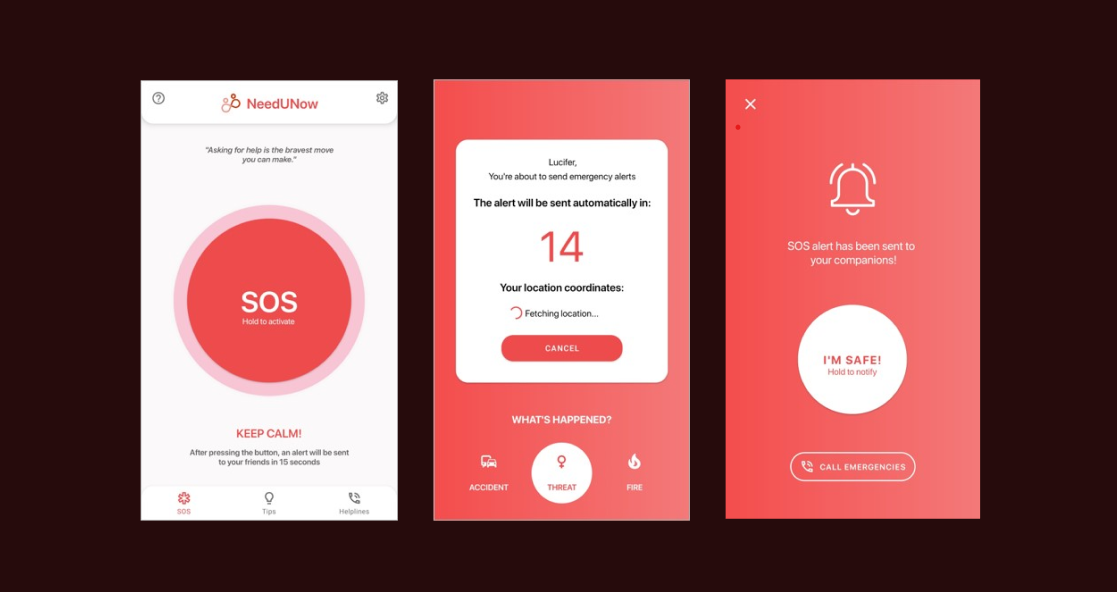 NeedUNow
"Asking for help is the bravest move
you can make."
SOS
Hold to activate
KEEP CALM!
After pressing the button, an alert will be sent
to your friends in 15 seconds
SOS
Tips
Helplines
Lucifer,
You're about to send emergency alerts
The alert will be sent automatically in:
14
Your location coordinates:
Fetching location...
CANCEL
WHAT'S HAPPENED?
ACCIDENT
THREAT
FIRE
SOS alert has been sent to
your companions!
I'M SAFE!
Hold to notify
CALL EMERGENCIES